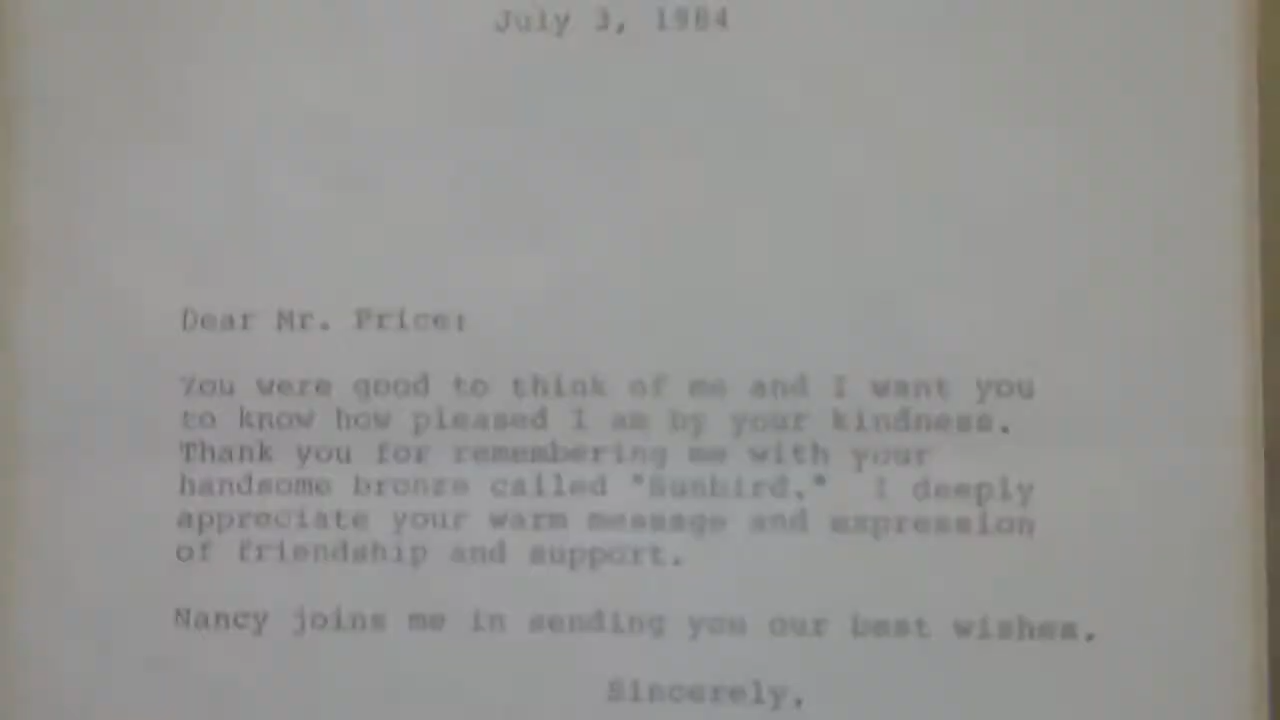 July 3, 1984
Dear Mr. Price:
You were good to think of me and I want you
to know how pleased I am by your kindness.
Thank you for remembering me with your
handsome bronze called "Sunbird."  I deeply
appreciate your warm message and expression
of friendship and support.
Nancy joins me in sending you our best wishes.
Sincerely,